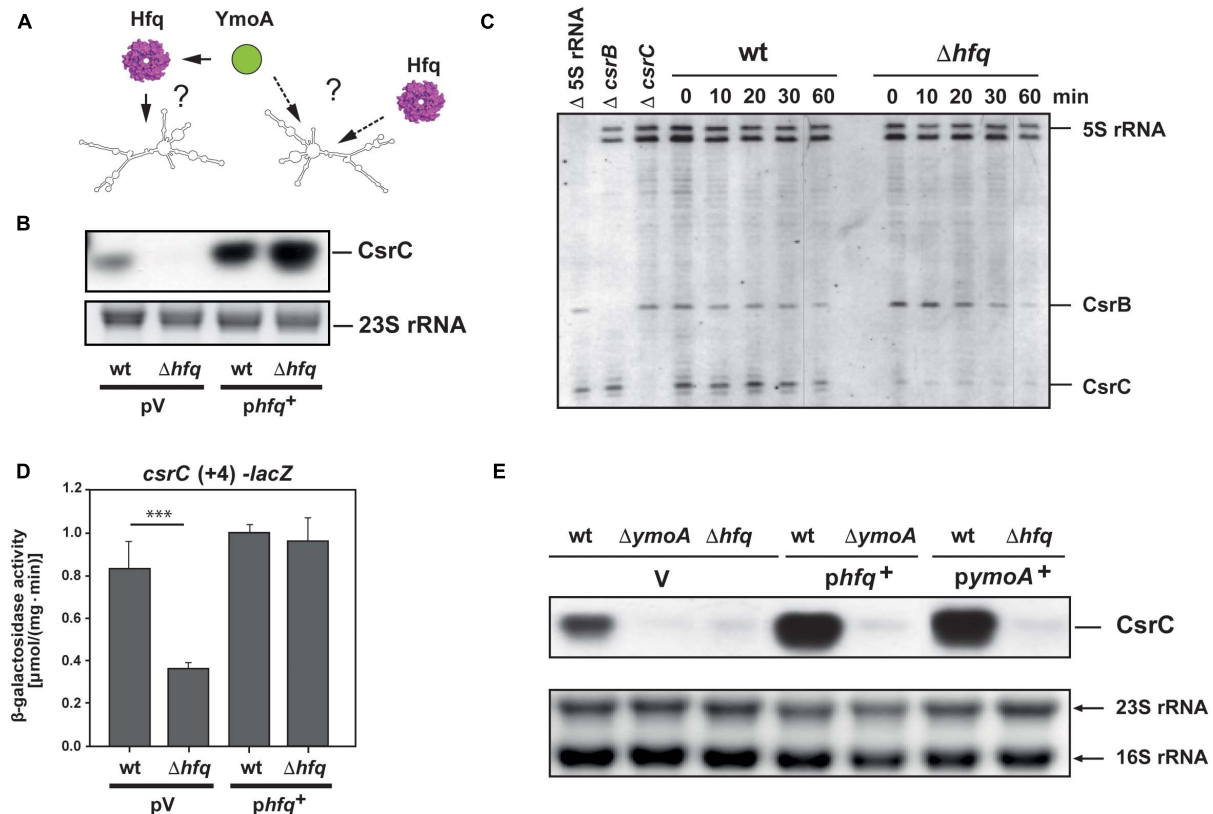 A
Hfq YmoA
Hfq
?
?
B
CsrC
23S rRNA
wt Δhfq wt Δhfq
pV phfq+
C
Δ 5S rRNA
Δ csrB
Δ csrC
wt Δhfq
0 10 20 30 60 0 10 20 30 60 min
5S rRNA
CsrB
CsrC
D
csrC (+4) -lacZ
β-galactosidase activity
[µmol/(mg·min)]
1.2
1.0
0.8
0.6
0.4
0.2
0.0
***
wt Δhfq wt Δhfq
pV phfq+
E
wt ΔymoA Δhfq wt ΔymoA wt Δhfq
V phfq+ pymoA+
CsrC
23S rRNA
16S rRNA